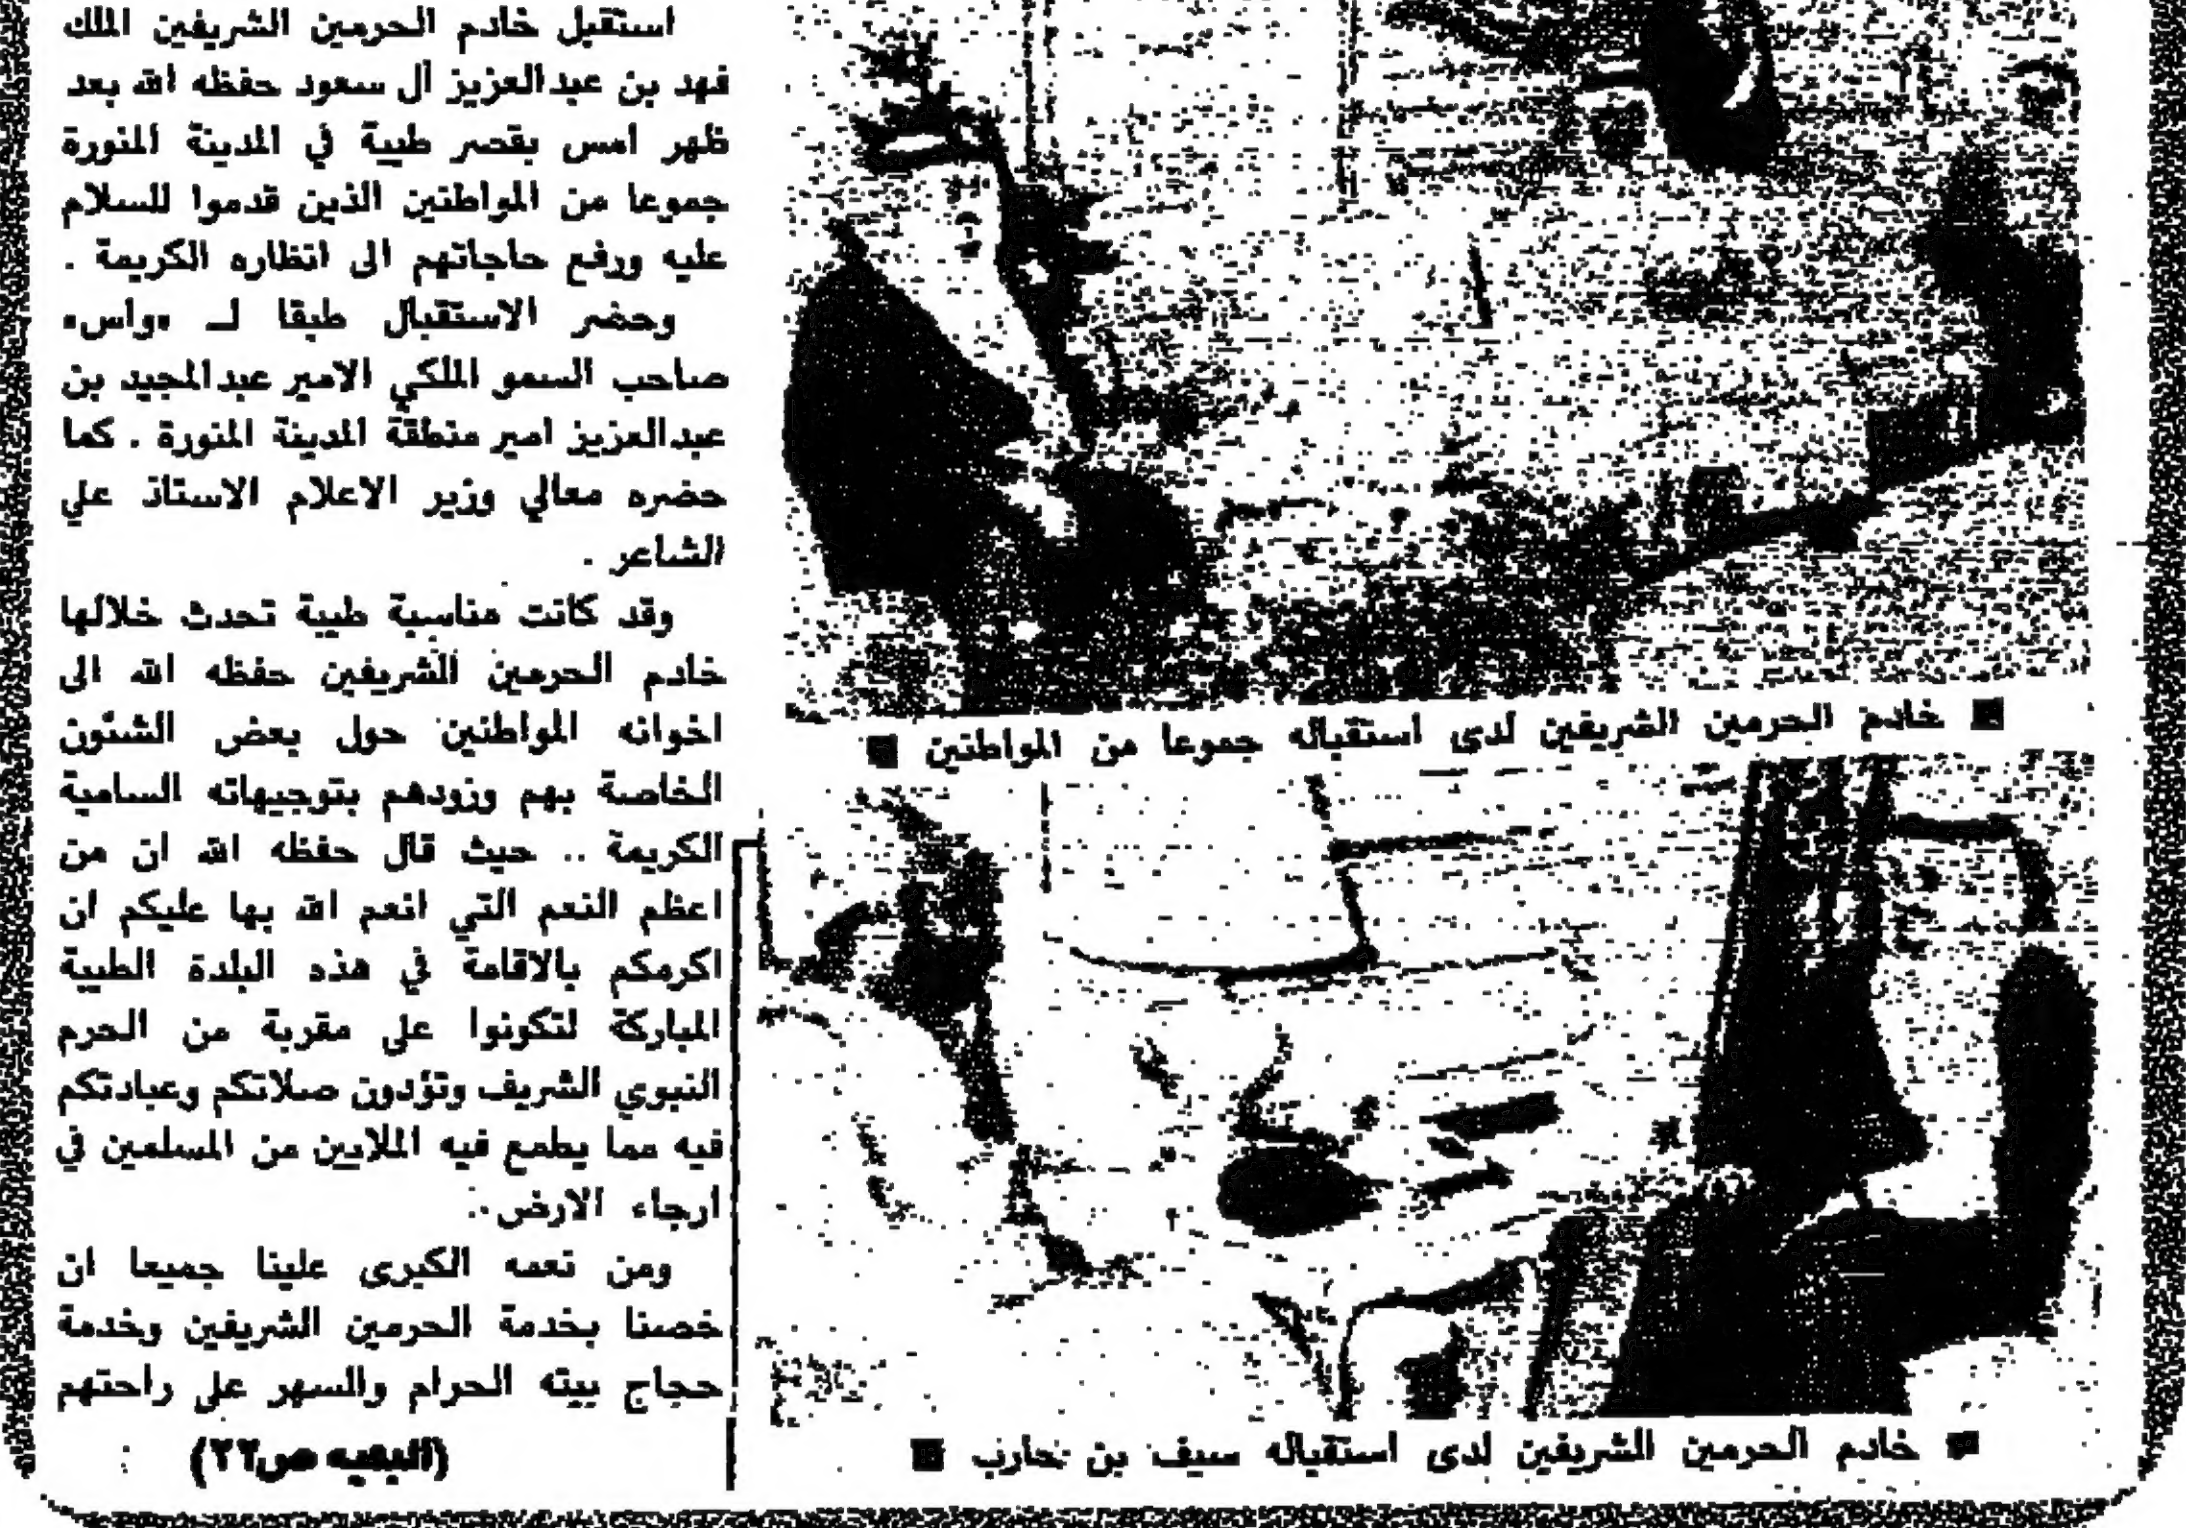 استقبل خادم الحرمين الشريفين الملك
فهد بن عبدالعزيز آل سعود حفظه الله بعد
ظهر امس بقصر طيبة في المدينة المنورة
جموعا من المواطنين الذين قدموا للسلام
عليه ورفع حاجاتهم الى انظاره الكريمة .
وحضر الاستقبال طبقا لـ «واس»
صاحب السمو الملكي الامير عبدالمجيد بن
عبدالعزيز امير منطقة المدينة المنورة . كما
حضره معالي وزير الاعلام الاستاذ علي
الشاعر .
وقد كانت مناسبة طيبة تحدث خلالها
خادم الحرمين الشريفين حفظه الله الى
اخوانه المواطنين حول بعض الشئون
الخاصة بهم وزودهم بتوجيهاته السامية
الكريمة .. حيث قال حفظه الله ان من
اعظم النعم التي انعم الله بها عليكم ان
اكرمكم بالاقامة في هذه البلدة الطيبة
المباركة لتكونوا على مقربة من الحرم
النبوي الشريف وتؤدون صلاتكم وعبادتكم
فيه مما يطمع فيه الملايين من المسلمين في
ارجاء الارض ..
ومن نعمه الكبرى علينا جميعا ان
خصنا بخدمة الحرمين الشريفين وخدمة
حجاج بيته الحرام والسهر على راحتهم
(البقيه ص٢٢)
■ خادم الحرمين الشريفين لدى استقباله جموعا من المواطنين ■
■ خادم الحرمين الشريفين لدى استقباله سيف بن حارب ■